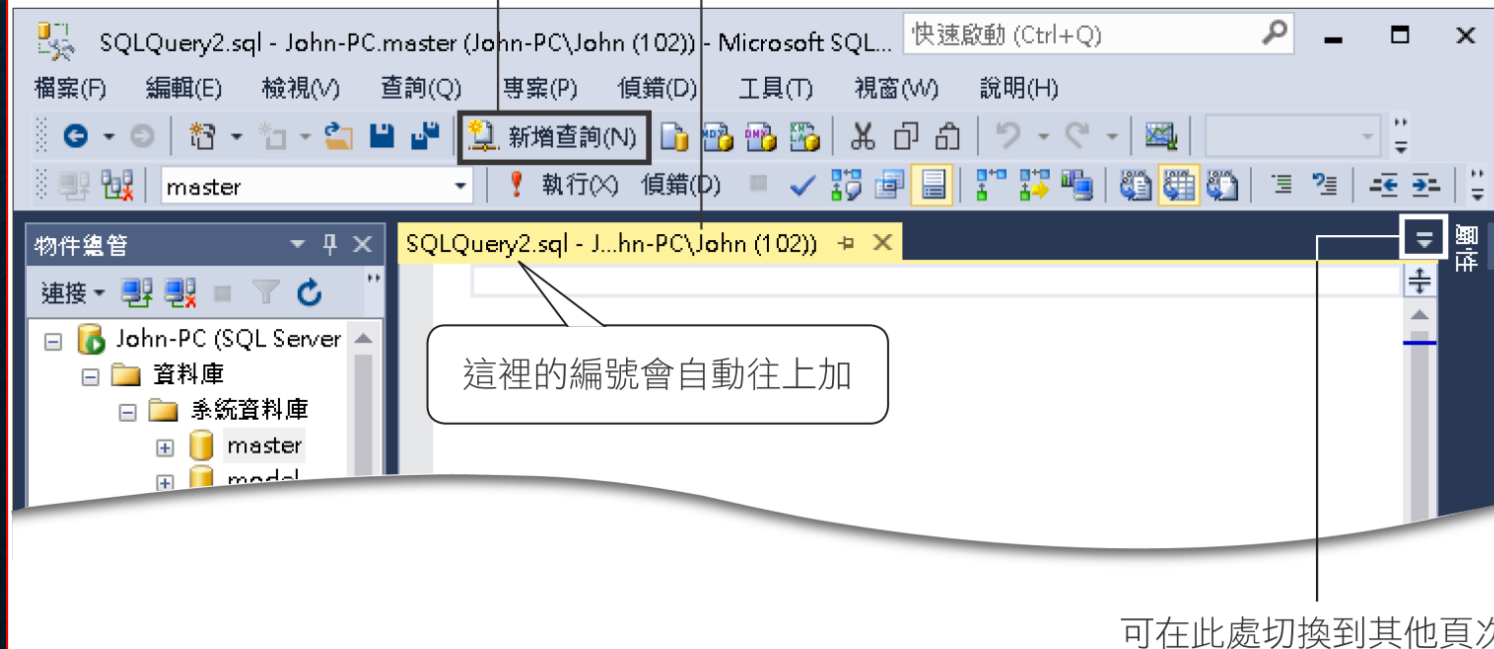 SQLQuery2.sql - John-PC.master (John-PC\John (102)) - Microsoft SQL... 快速啟動 (Ctrl+Q)
檔案(F) 編輯(E) 檢視(V) 查詢(Q) 專案(P) 偵錯(D) 工具(T) 視窗(W) 說明(H)
新增查詢(N)
master 執行(X) 偵錯(D)
物件總管 SQLQuery2.sql - J...hn-PC\John (102)) 屬性
連接
John-PC (SQL Server
資料庫
這裡的編號會自動往上加
系統資料庫
master
model
可在此處切換到其他頁次